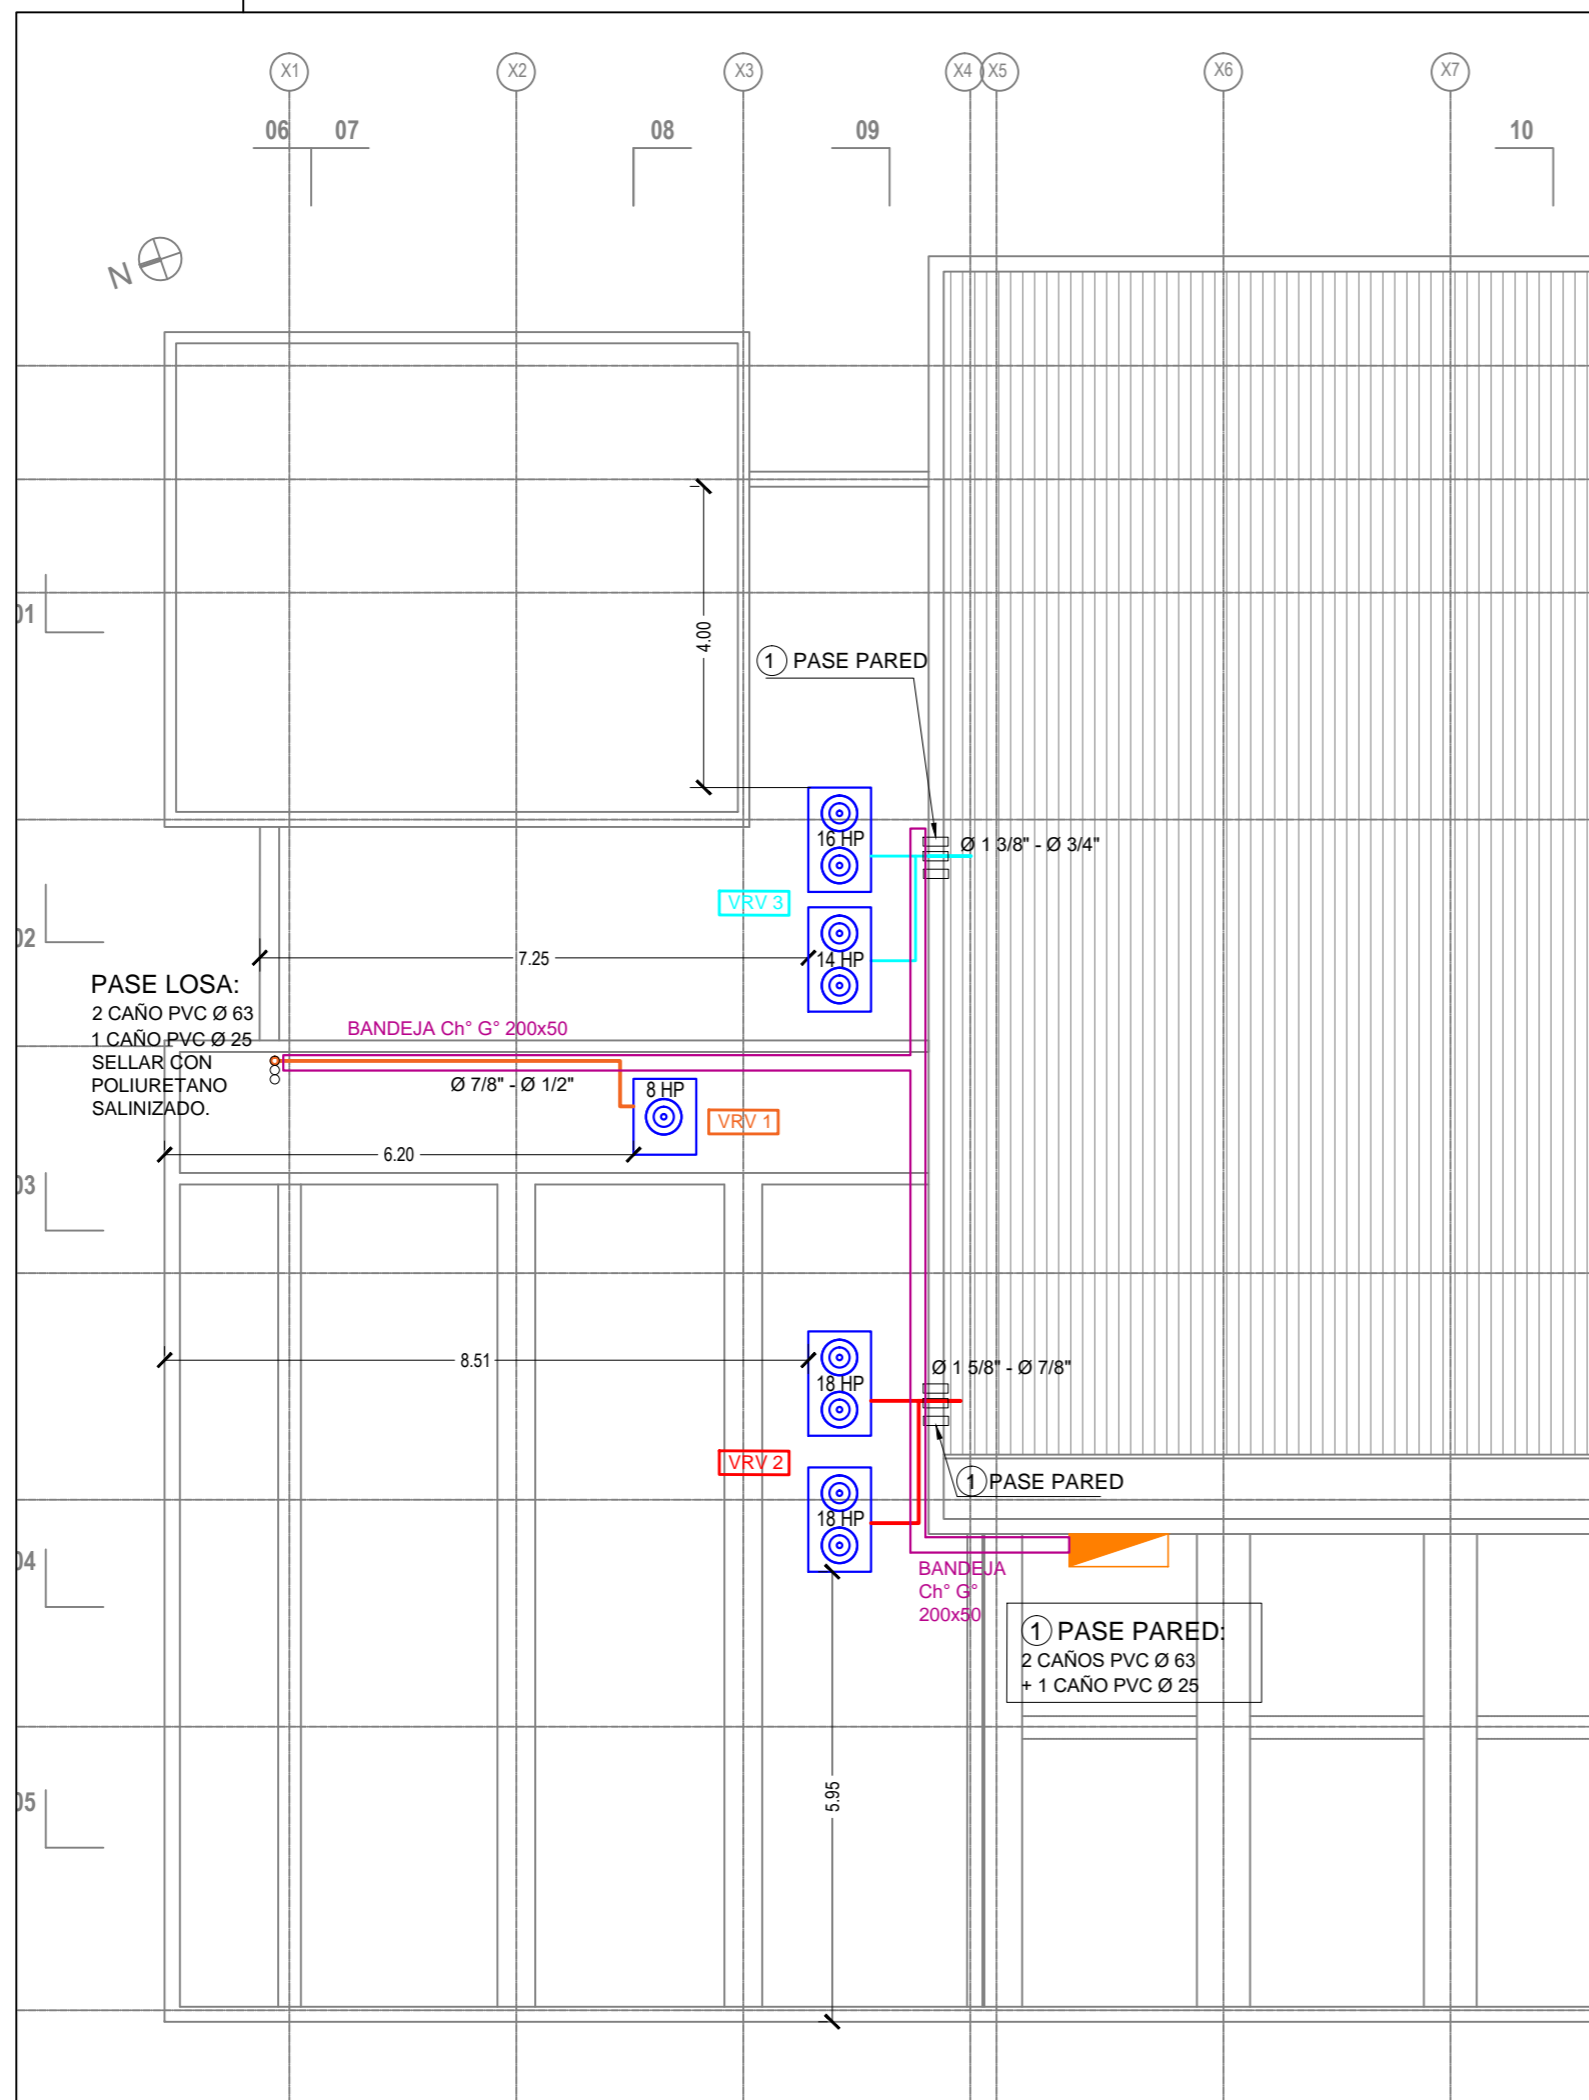 X1
X2
X3
X4
X5
X6
X7
06
07
08
09
10
N
01
4.00
1 PASE PARED
16 HP
Ø 1 3/8" - Ø 3/4"
VRV 3
02
7.25
14 HP
PASE LOSA:
2 CAÑO PVC Ø 63
1 CAÑO PVC Ø 25
SELLAR CON
POLIURETANO
SALINIZADO.
BANDEJA Ch° G° 200x50
Ø 7/8" - Ø 1/2"
8 HP
VRV 1
6.20
03
8.51
18 HP
Ø 1 5/8" - Ø 7/8"
VRV 2
1 PASE PARED
18 HP
04
BANDEJA
Ch° G°
200x50
1 PASE PARED:
2 CAÑOS PVC Ø 63
+ 1 CAÑO PVC Ø 25
5.95
05